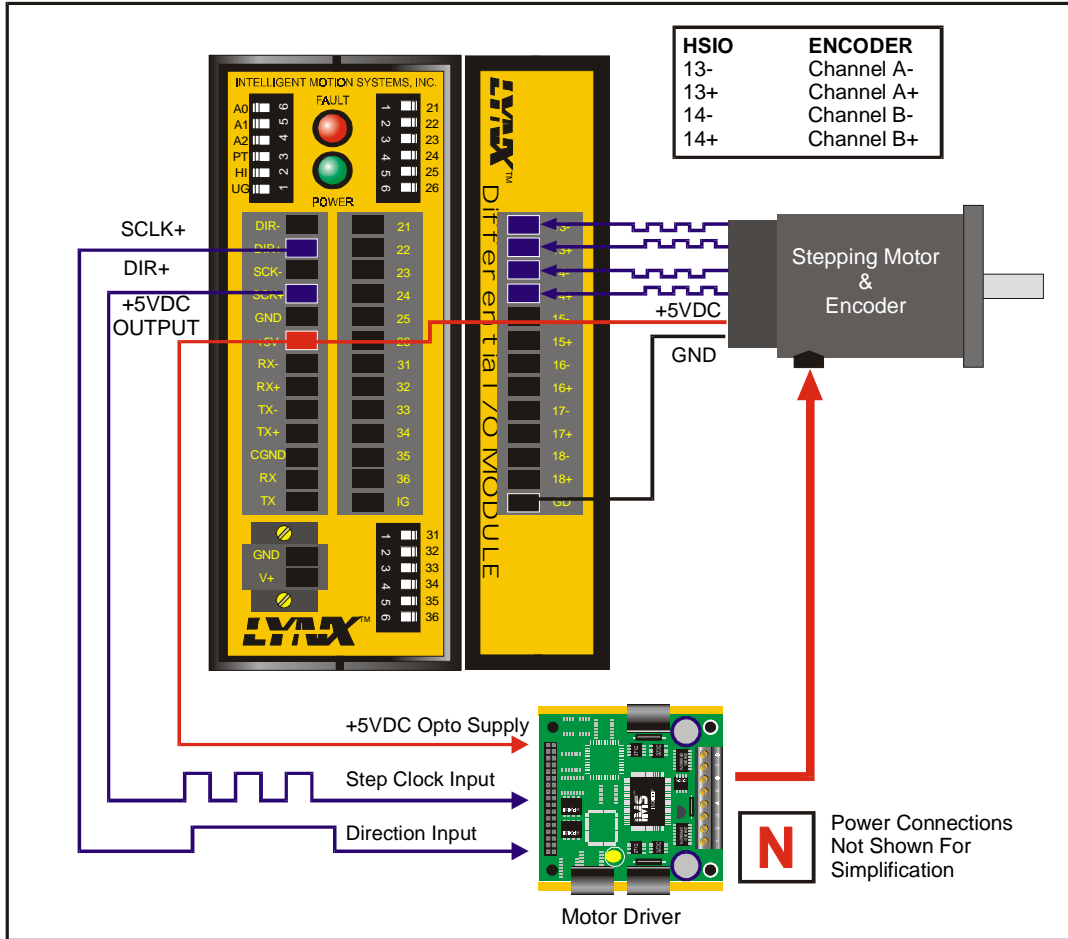 HSIO ENCODER
13- Channel A-
13+ Channel A+
14- Channel B-
14+ Channel B+
INTELLIGENT MOTION SYSTEMS, INC.
FAULT
POWER
A0 6
A1 5
A2 4
PT 3
HI 2
UG 1
1 21
2 22
3 23
4 24
5 25
6 26
SCLK+
DIR+
+5VDC
OUTPUT
DIR- 21
DIR+ 22
SCK- 23
SCK+ 24
GND 25
+5V 26
RX- 31
RX+ 32
TX- 33
TX+ 34
CGND 35
RX 36
TX IG
GND
V+
1 31
2 32
3 33
4 34
5 35
6 36
LYNX™
LYNX™
Differential I/O MODULE
13-
13+
14-
14+
15-
15+
16-
16+
17-
17+
18-
18+
GD
Stepping Motor
&
Encoder
+5VDC
GND
+5VDC Opto Supply
Step Clock Input
Direction Input
IMS
Motor Driver
N
Power Connections
Not Shown For
Simplification